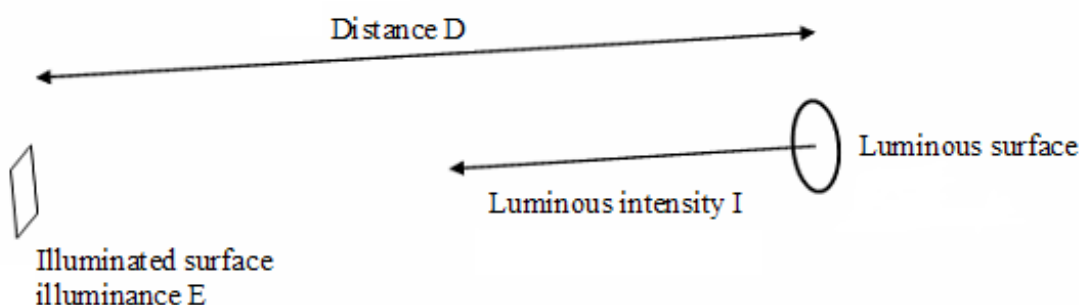 Distance D
Luminous surface
Luminous intensity I
Illuminated surface
illuminance E